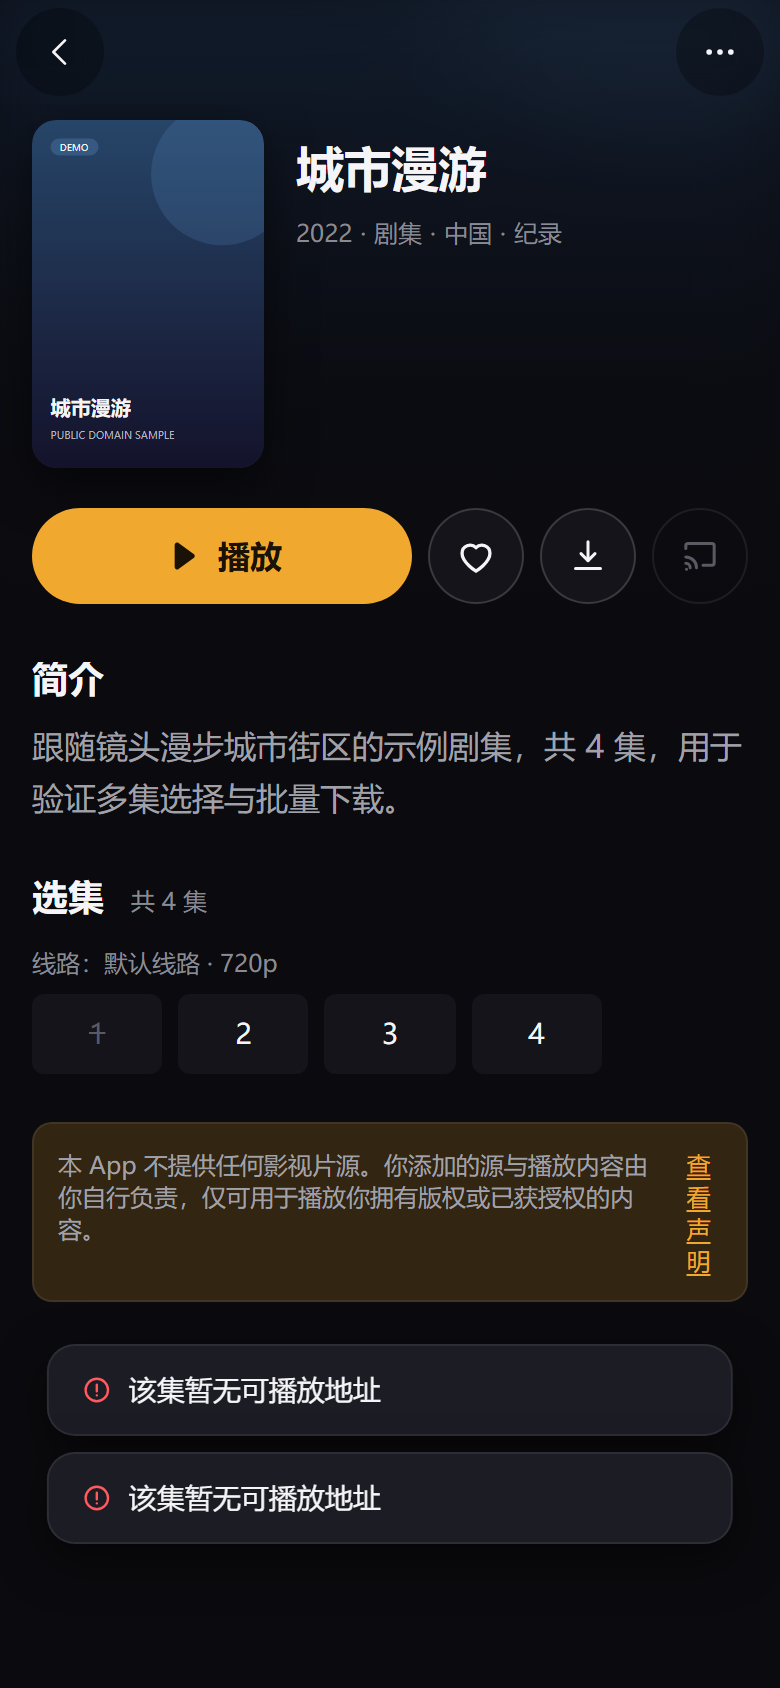 DEMO
城市漫游
PUBLIC DOMAIN SAMPLE
城市漫游
2022 · 剧集 · 中国 · 纪录
播放
简介
跟随镜头漫步城市街区的示例剧集，共 4 集，用于
验证多集选择与批量下载。
选集 共 4 集
线路：默认线路 · 720p
1 2 3 4
本 App 不提供任何影视片源。你添加的源与播放内容由
你自行负责，仅可用于播放你拥有版权或已获授权的内
容。
查
看
声
明
该集暂无可播放地址
该集暂无可播放地址